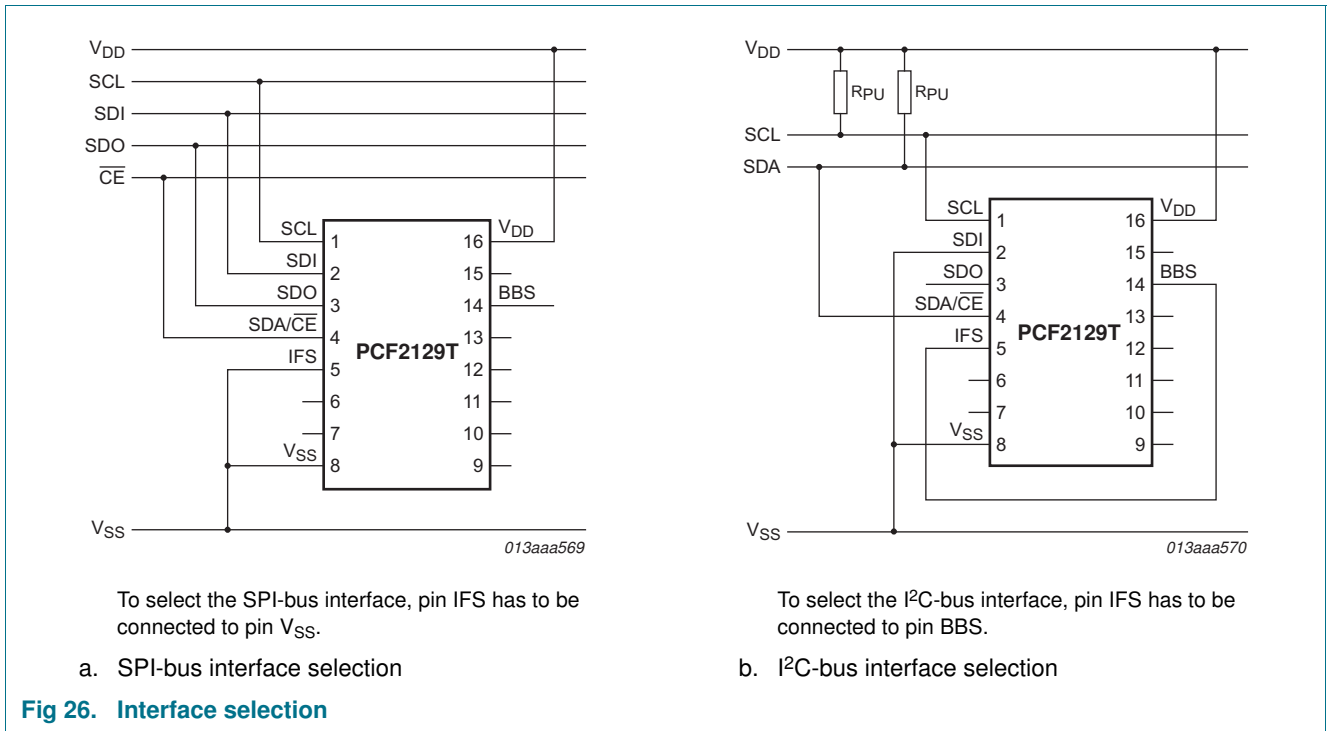 VDD
SCL
SDI
SDO
CE
SCL
1
SDI
2
SDO
3
SDA/CE
4
IFS
5
6
7
VSS
8
PCF2129T
16
VDD
15
14
BBS
13
12
11
10
9
VSS
013aaa569
To select the SPI-bus interface, pin IFS has to be
connected to pin VSS.
a. SPI-bus interface selection
VDD
RPU
RPU
SCL
SDA
SCL
1
SDI
2
SDO
3
SDA/CE
4
IFS
5
6
7
VSS
8
PCF2129T
16
VDD
15
14
BBS
13
12
11
10
9
VSS
013aaa570
To select the I2C-bus interface, pin IFS has to be
connected to pin BBS.
b. I2C-bus interface selection
Fig 26. Interface selection